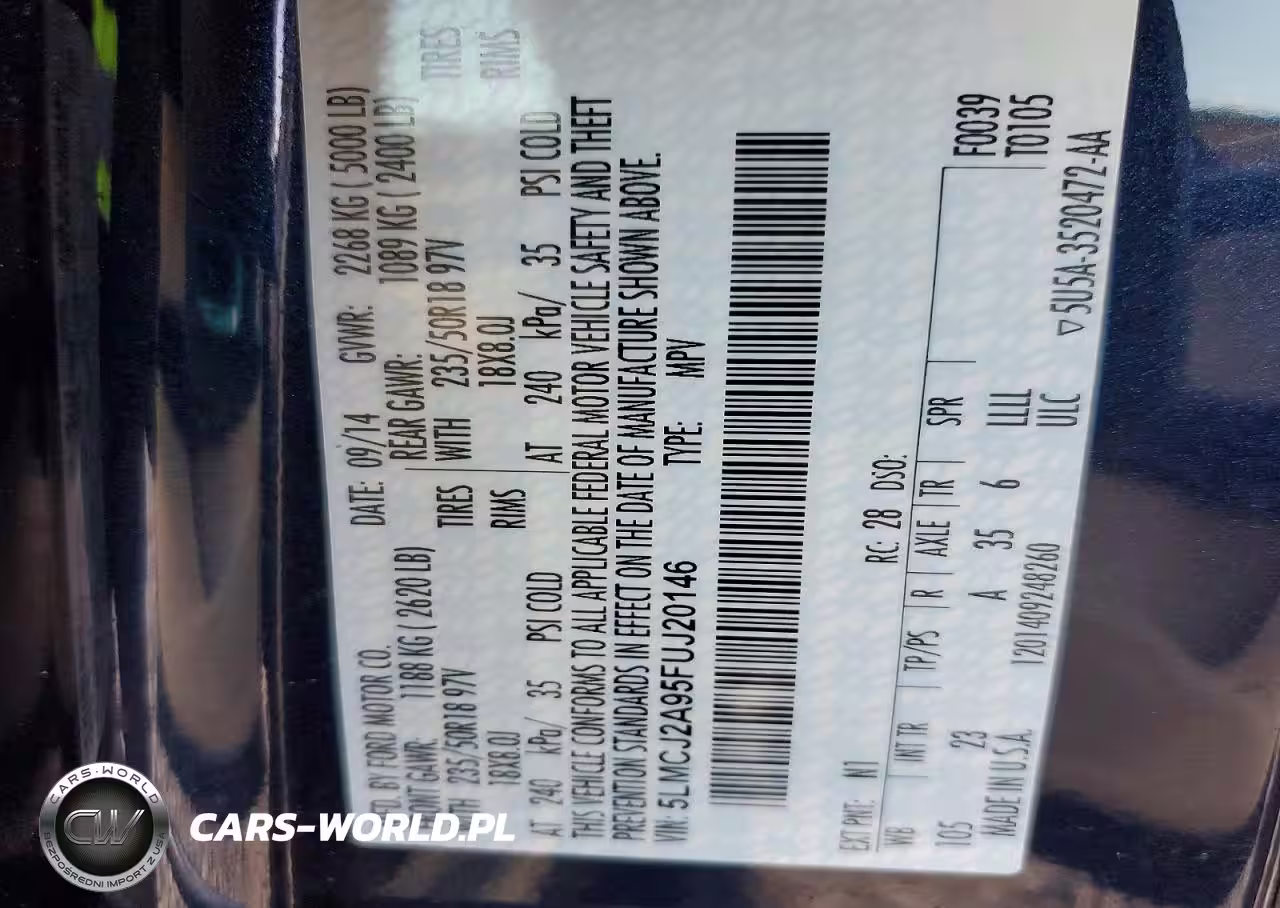 MFD. BY FORD MOTOR CO. DATE: 09/14 GVWR: 2268 KG ( 5000 LB)
FRONT GAWR: 1188 KG ( 2620 LB) REAR GAWR: 1089 KG ( 2400 LB)
WITH 235/50R18 97V TIRES WITH 235/50R18 97V TIRES
18X8.0J RIMS 18X8.0J RIMS
AT 240 kPa/ 35 PSI COLD AT 240 kPa/ 35 PSI COLD
THIS VEHICLE CONFORMS TO ALL APPLICABLE FEDERAL MOTOR VEHICLE SAFETY AND THEFT
PREVENTION STANDARDS IN EFFECT ON THE DATE OF MANUFACTURE SHOWN ABOVE.
VIN: 5LMCJ2A95FUJ20146 TYPE: MPV
EXT PNT: N1 RC: 28 DSO:
WB INT TR TP/PS R AXLE TR SPR F0039
105 23 A 35 6 LLLL T0105
MADE IN U.S.A. 1201409248260 ULC
▽5U5A-3520472-AA
CARS-WORLD
CW
BEZPOŚREDNI IMPORT Z USA
CARS-WORLD.PL